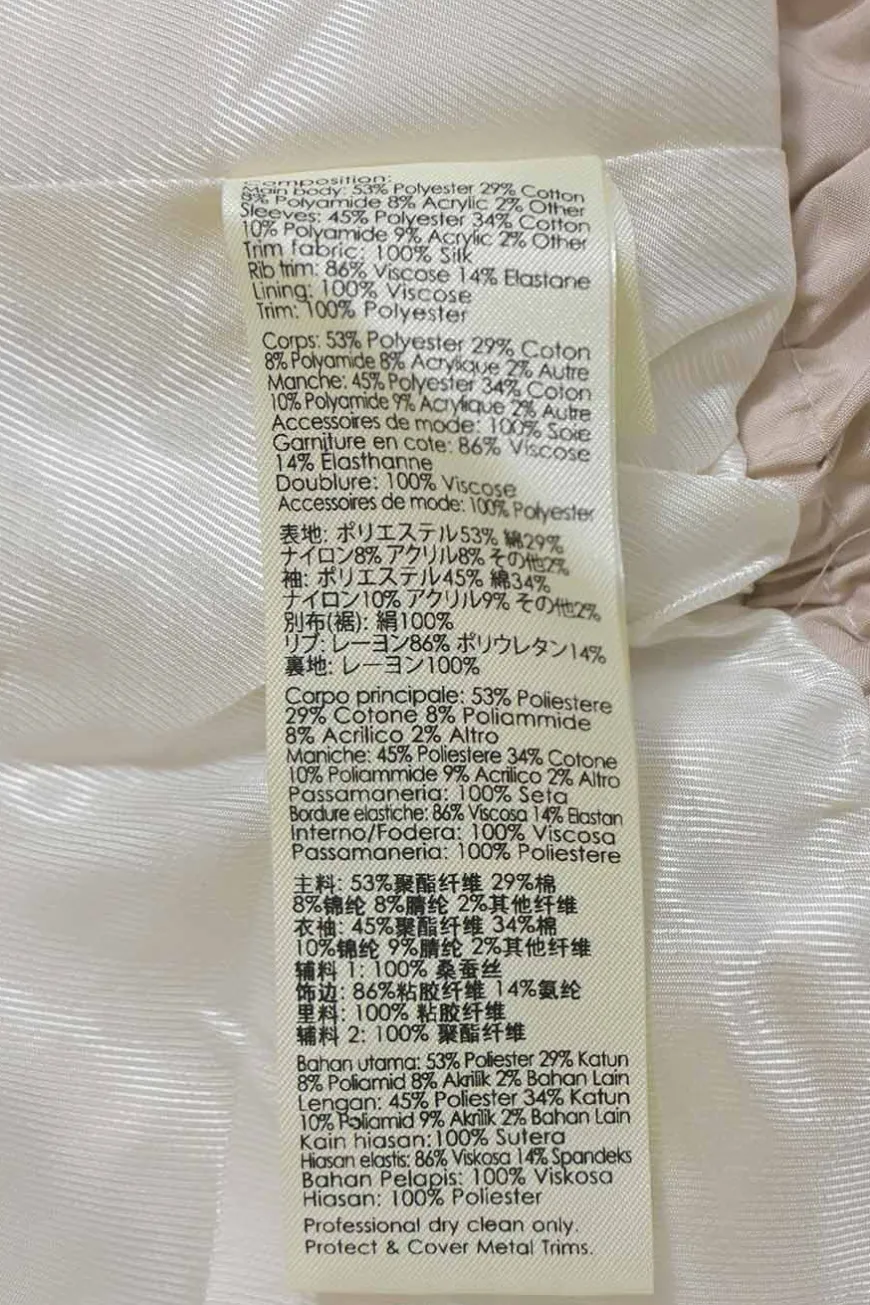 Composition:
Main body: 53% Polyester 29% Cotton
8% Polyamide 8% Acrylic 2% Other
Sleeves: 45% Polyester 34% Cotton
10% Polyamide 9% Acrylic 2% Other
Trim fabric: 100% Silk
Rib trim: 86% Viscose 14% Elastane
Lining: 100% Viscose
Trim: 100% Polyester
Corps: 53% Polyester 29% Coton
8% Polyamide 8% Acrylique 2% Autre
Manche: 45% Polyester 34% Coton
10% Polyamide 9% Acrylique 2% Autre
Accessoires de mode: 100% Soie
Garniture en cote: 86% Viscose
14% Elasthanne
Doublure: 100% Viscose
Accessoires de mode: 100% Polyester
表地: ポリエステル53% 綿29%
ナイロン8% アクリル8% その他2%
袖: ポリエステル45% 綿34%
ナイロン10% アクリル9% その他2%
別布(裾): 絹100%
リブ: レーヨン86% ポリウレタン14%
裏地: レーヨン100%
Corpo principale: 53% Poliestere
29% Cotone 8% Poliammide
8% Acrilico 2% Altro
Maniche: 45% Poliestere 34% Cotone
10% Poliammide 9% Acrilico 2% Altro
Passamaneria: 100% Seta
Bordure elastiche: 86% Viscosa 14% Elastan
Interno/Fodera: 100% Viscosa
Passamaneria: 100% Poliestere
主料: 53%聚酯纤维 29%棉
8%锦纶 8%腈纶 2%其他纤维
衣袖: 45%聚酯纤维 34%棉
10%锦纶 9%腈纶 2%其他纤维
辅料 1: 100% 桑蚕丝
饰边: 86%粘胶纤维 14%氨纶
里料: 100% 粘胶纤维
辅料 2: 100% 聚酯纤维
Bahan utama: 53% Poliester 29% Katun
8% Poliamid 8% Akrilik 2% Bahan Lain
Lengan: 45% Poliester 34% Katun
10% Poliamid 9% Akrilik 2% Bahan Lain
Kain hiasan:100% Sutera
Hiasan elastis: 86% Viskosa 14% Spandeks
Bahan Pelapis: 100% Viskosa
Hiasan: 100% Poliester
Professional dry clean only.
Protect & Cover Metal Trims.